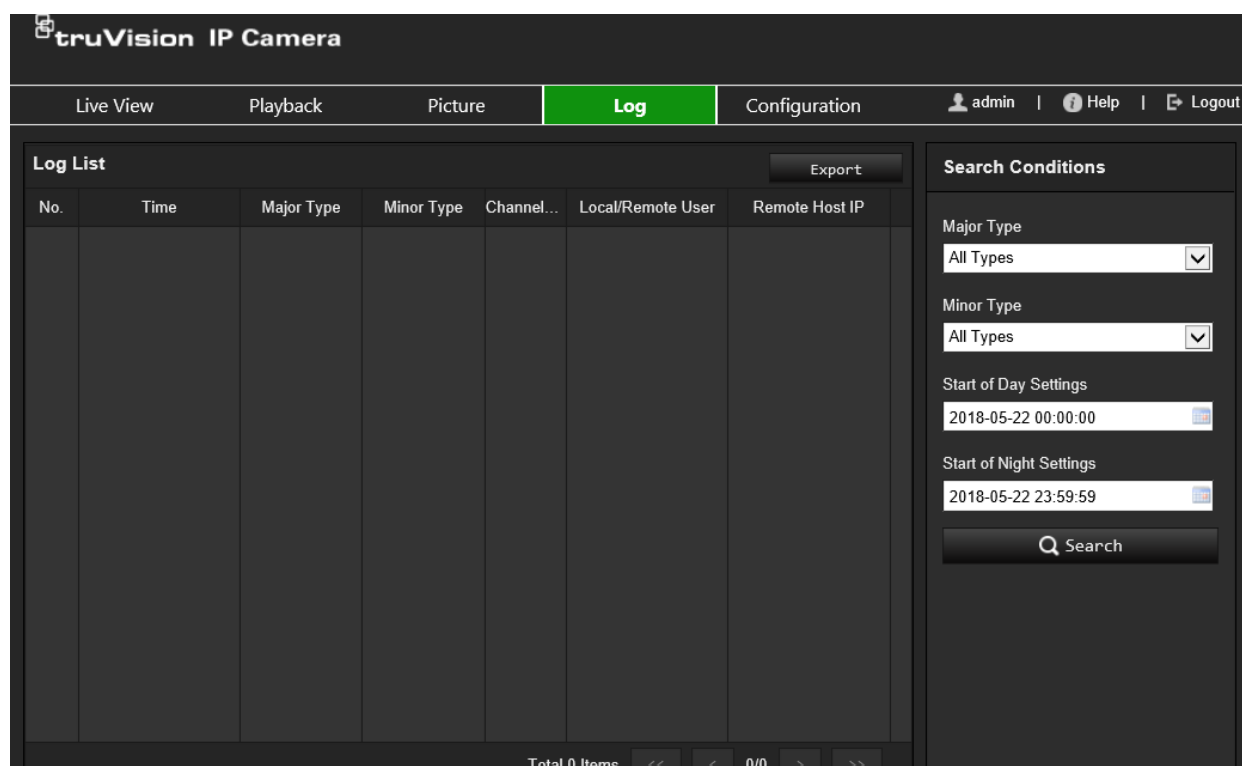 truVision IP Camera
Live View Playback Picture Log Configuration admin | Help | Logout
Log List Export
No. Time Major Type Minor Type Channel... Local/Remote User Remote Host IP
Search Conditions
Major Type
All Types
Minor Type
All Types
Start of Day Settings
2018-05-22 00:00:00
Start of Night Settings
2018-05-22 23:59:59
Search
Total 0 Items << < 0/0 > >>